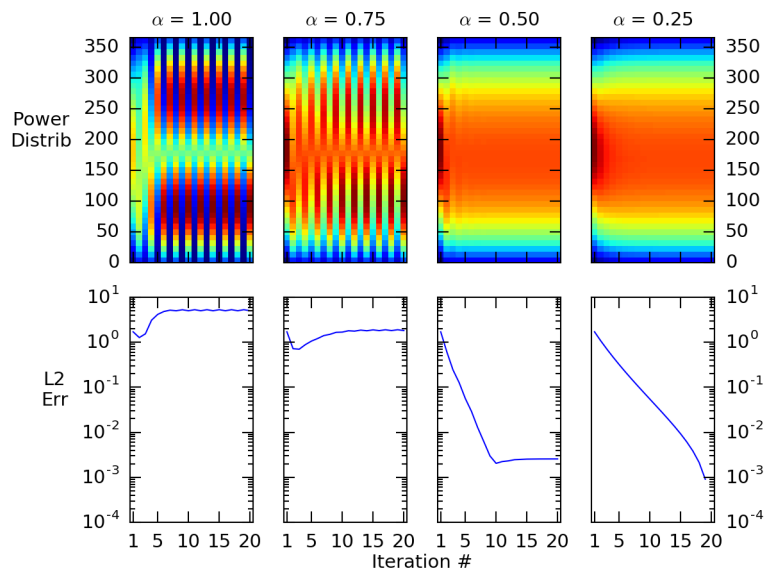 α = 1.00 α = 0.75 α = 0.50 α = 0.25
350 350
300 300
250 250
Power
Distrib
200 200
150 150
100 100
50 50
0 0
10^1 10^1
10^0 10^0
L2
Err
10^-1 10^-1
10^-2 10^-2
10^-3 10^-3
10^-4 10^-4
1 5 10 15 20 1 5 10 15 20 1 5 10 15 20 1 5 10 15 20
Iteration #